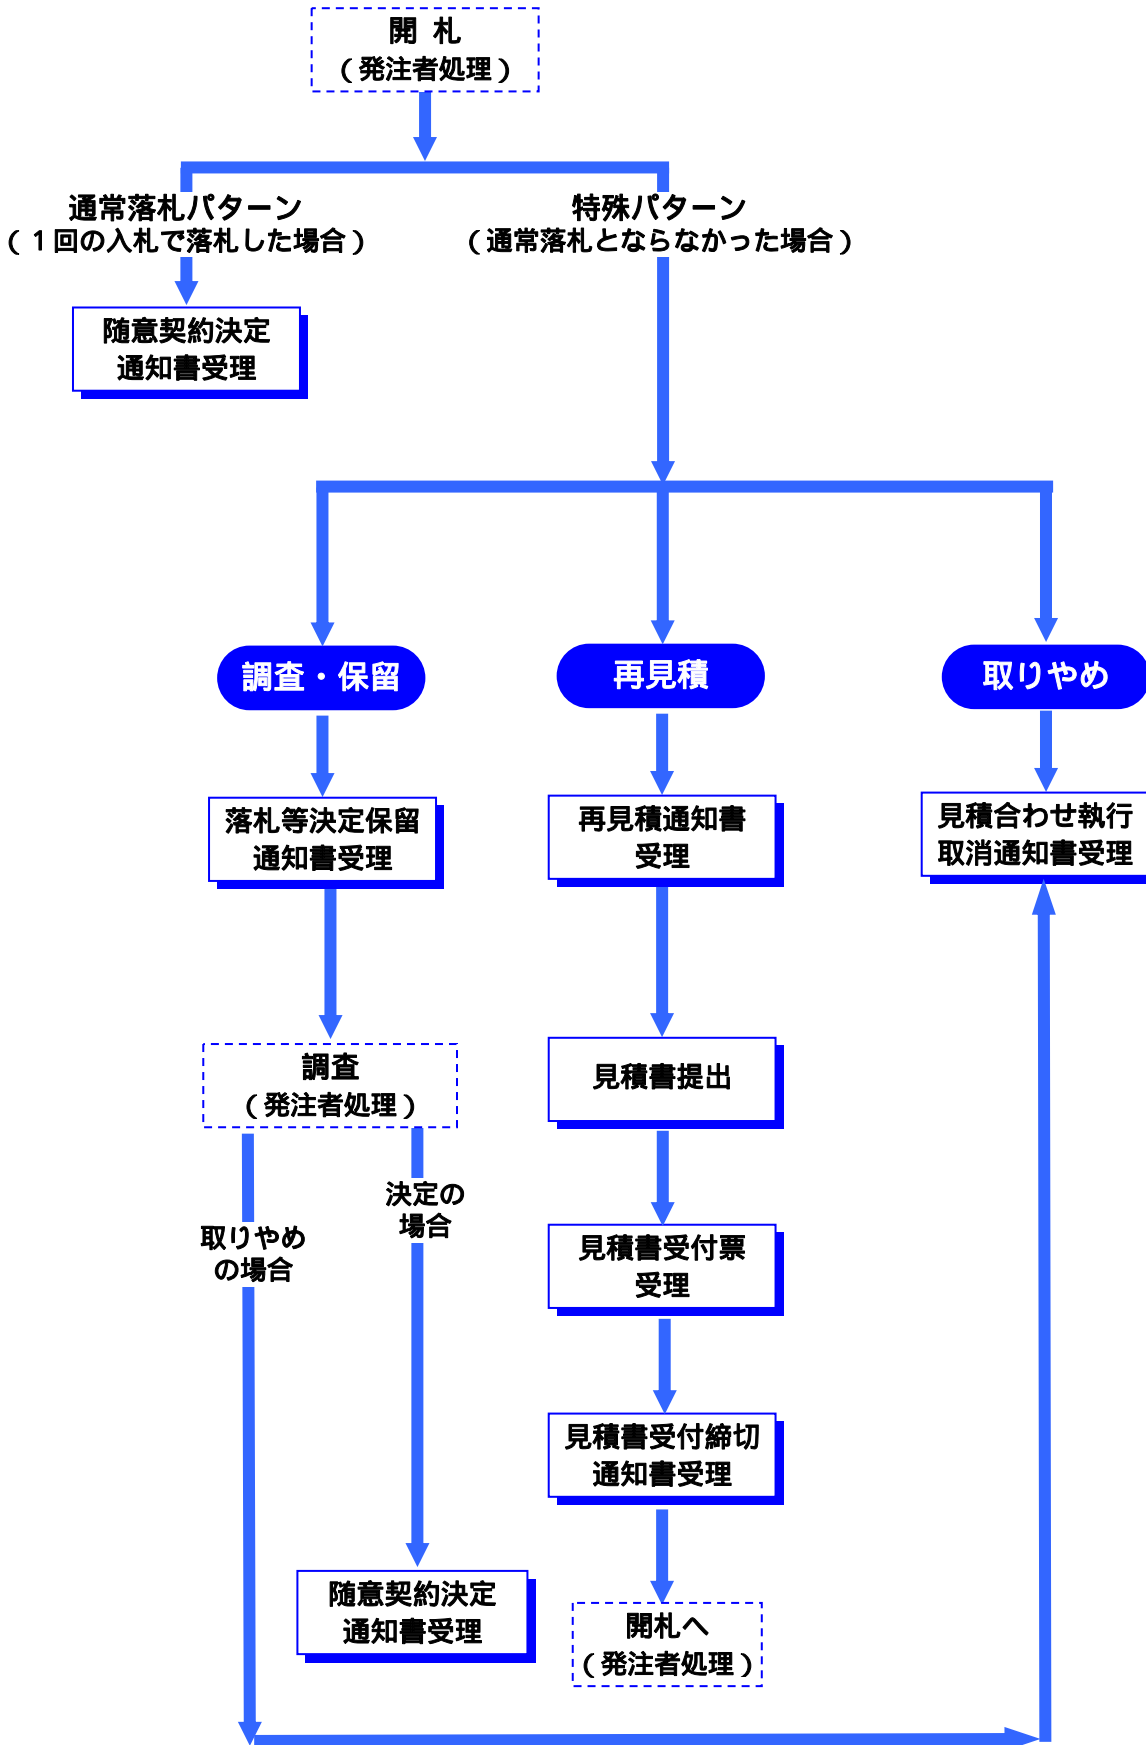 開 札
（発注者処理）
通常落札パターン
（１回の入札で落札した場合）
特殊パターン
（通常落札とならなかった場合）
随意契約決定
通知書受理
調査・保留
再見積
取りやめ
落札等決定保留
通知書受理
再見積通知書
受理
見積合わせ執行
取消通知書受理
調査
（発注者処理）
見積書提出
決定の
場合
取りやめ
の場合
見積書受付票
受理
見積書受付締切
通知書受理
随意契約決定
通知書受理
開札へ
（発注者処理）